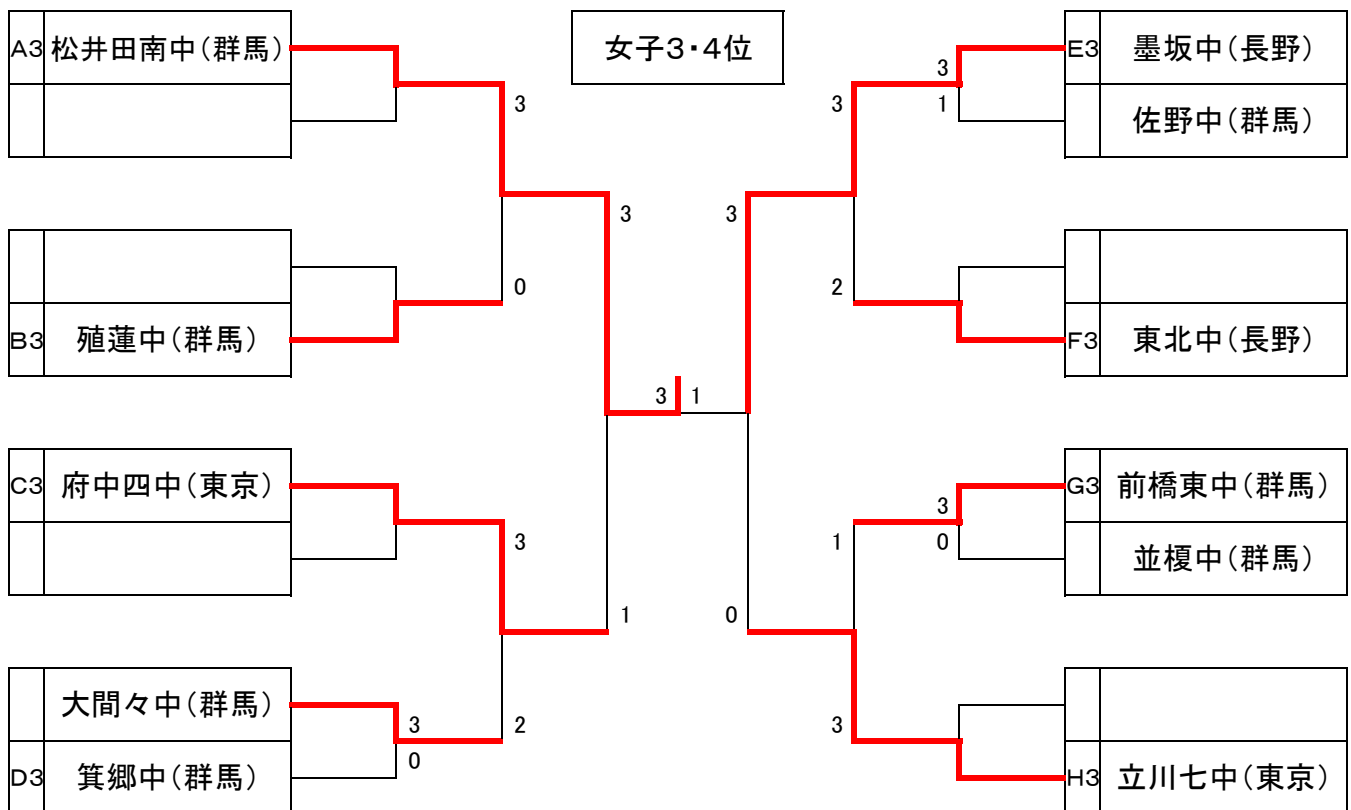 女子3・4位
A3 松井田南中(群馬)
3
0
B3 殖蓮中(群馬)
3
C3 府中四中(東京)
3
1
大間々中(群馬)
3
2
0
D3 箕郷中(群馬)
3 1
E3 墨坂中(長野)
3
3
1
佐野中(群馬)
3
2
F3 東北中(長野)
G3 前橋東中(群馬)
3
1
0
並榎中(群馬)
0
3
H3 立川七中(東京)